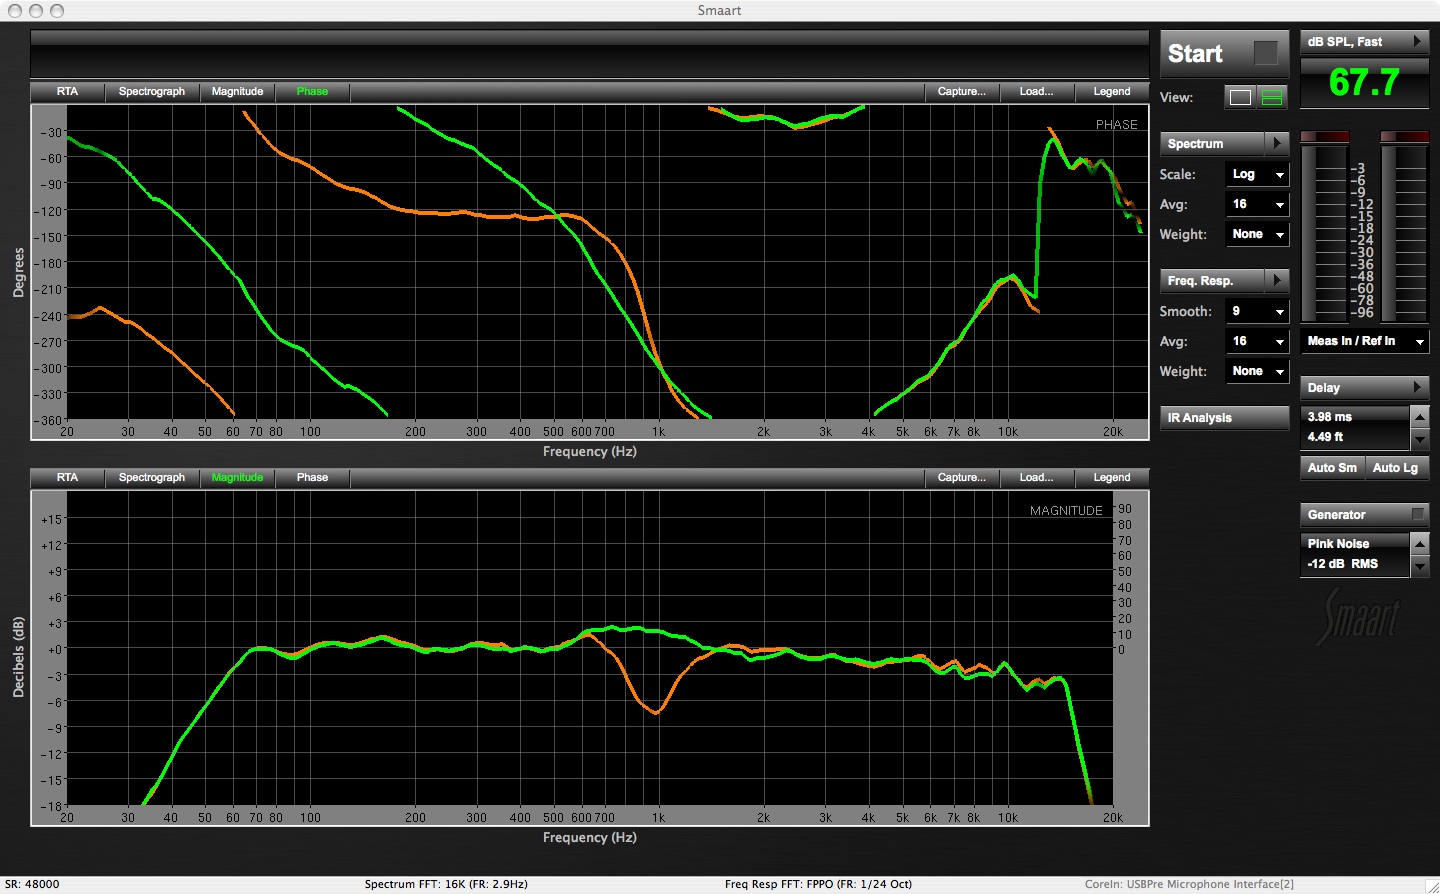 Smaart
RTA Spectrograph Magnitude Phase Capture... Load... Legend
PHASE
-30
-60
-90
-120
-150
-180
-210
-240
-270
-300
-330
-360
Degrees
20 30 40 50 60 70 80 100 200 300 400 500 600 700 1k 2k 3k 4k 5k 6k 7k 8k 10k 20k
Frequency (Hz)
RTA Spectrograph Magnitude Phase Capture... Load... Legend
MAGNITUDE
+15
+12
+9
+6
+3
+0
-3
-6
-9
-12
-15
-18
Decibels (dB)
90
80
70
60
50
40
30
20
10
0
20 30 40 50 60 70 80 100 200 300 400 500 600 700 1k 2k 3k 4k 5k 6k 7k 8k 10k 20k
Frequency (Hz)
Start
View:
Spectrum
Scale: Log
Avg: 16
Weight: None
Freq. Resp.
Smooth: 9
Avg: 16
Weight: None
IR Analysis
dB SPL, Fast
67.7
-3
-6
-9
-12
-15
-18
-24
-30
-36
-48
-60
-78
-96
Meas In / Ref In
Delay
3.98 ms
4.49 ft
Auto Sm Auto Lg
Generator
Pink Noise
-12 dB RMS
Smaart
SR: 48000 Spectrum FFT: 16K (FR: 2.9Hz) Freq Resp FFT: FPPO (FR: 1/24 Oct) CoreIn: USBPre Microphone Interface[2]